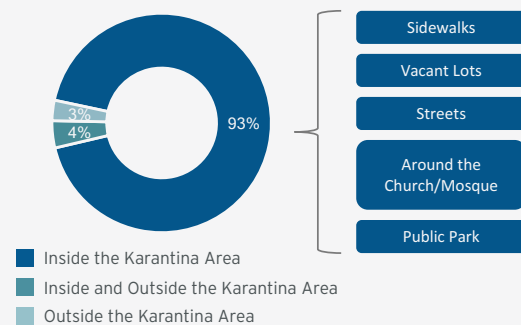 3%
4%
93%
Sidewalks
Vacant Lots
Streets
Around the
Church/Mosque
Public Park
Inside the Karantina Area
Inside and Outside the Karantina Area
Outside the Karantina Area